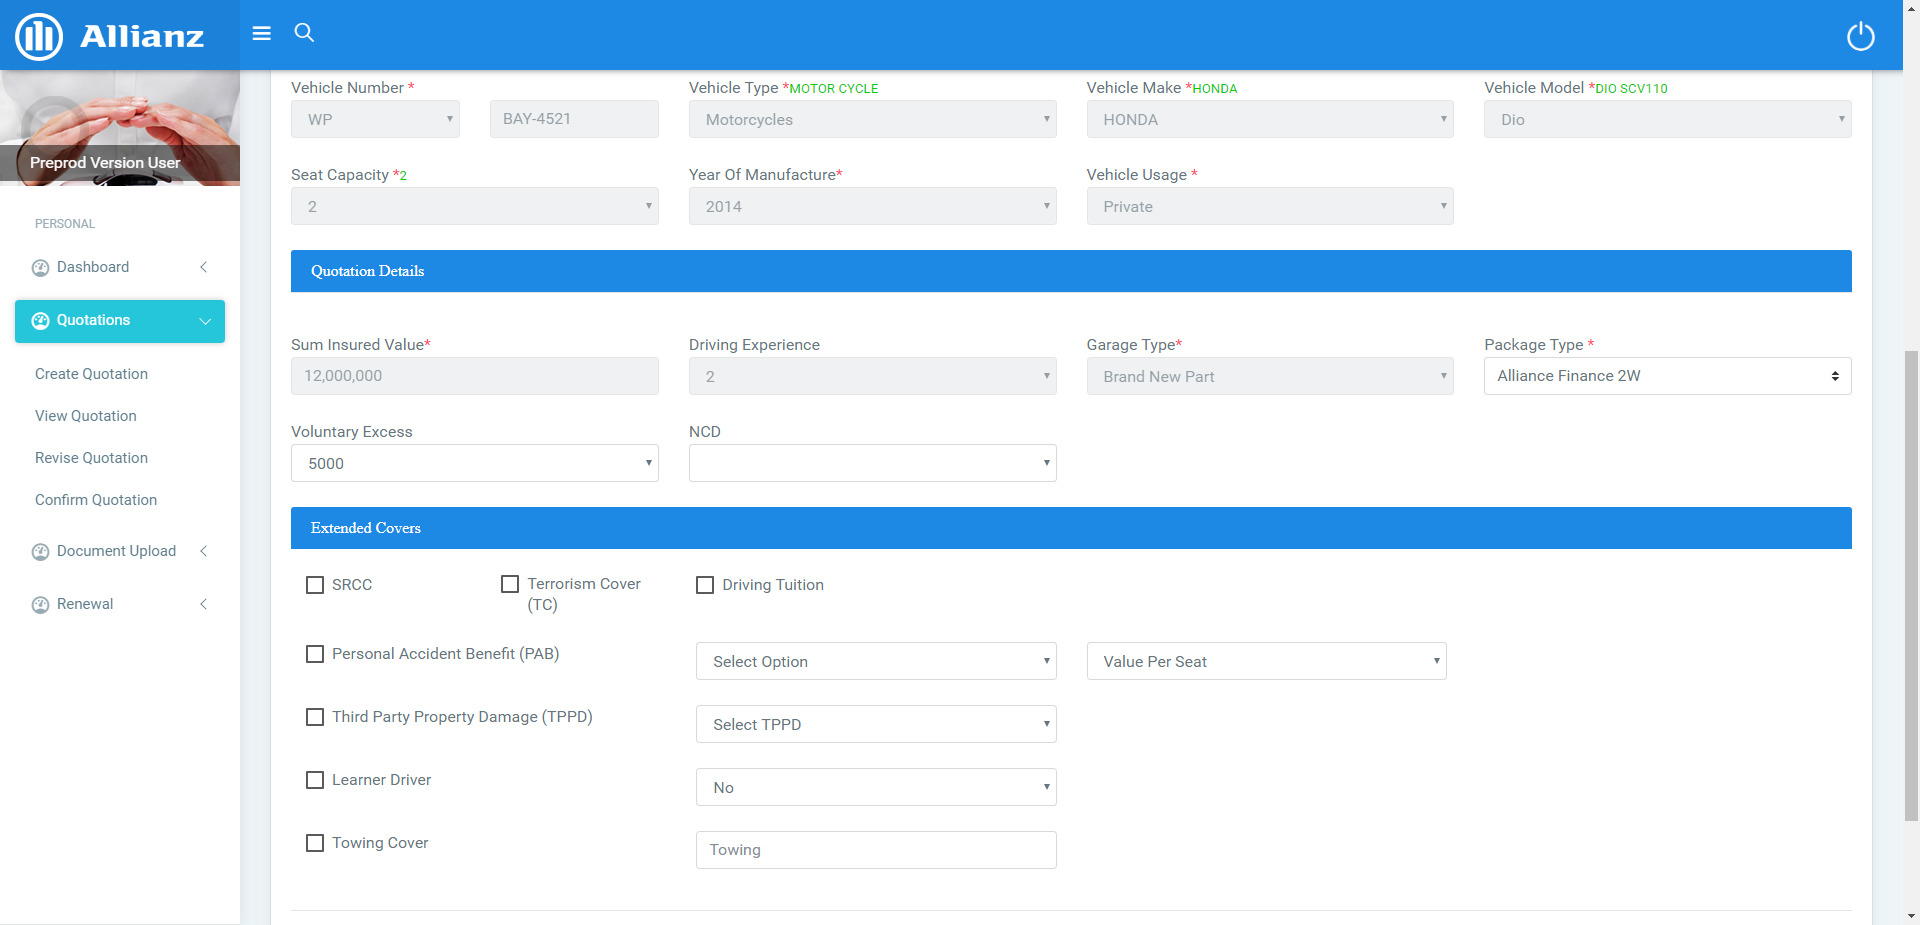 Allianz
Preprod Version User
PERSONAL
Dashboard
Quotations
Create Quotation
View Quotation
Revise Quotation
Confirm Quotation
Document Upload
Renewal
Vehicle Number *
WP
BAY-4521
Vehicle Type *MOTOR CYCLE
Motorcycles
Vehicle Make *HONDA
HONDA
Vehicle Model *DIO SCV110
Dio
Seat Capacity *2
2
Year Of Manufacture*
2014
Vehicle Usage *
Private
Quotation Details
Sum Insured Value*
12,000,000
Driving Experience
2
Garage Type*
Brand New Part
Package Type *
Alliance Finance 2W
Voluntary Excess
5000
NCD
Extended Covers
SRCC
Terrorism Cover
(TC)
Driving Tuition
Personal Accident Benefit (PAB)
Select Option
Value Per Seat
Third Party Property Damage (TPPD)
Select TPPD
Learner Driver
No
Towing Cover
Towing